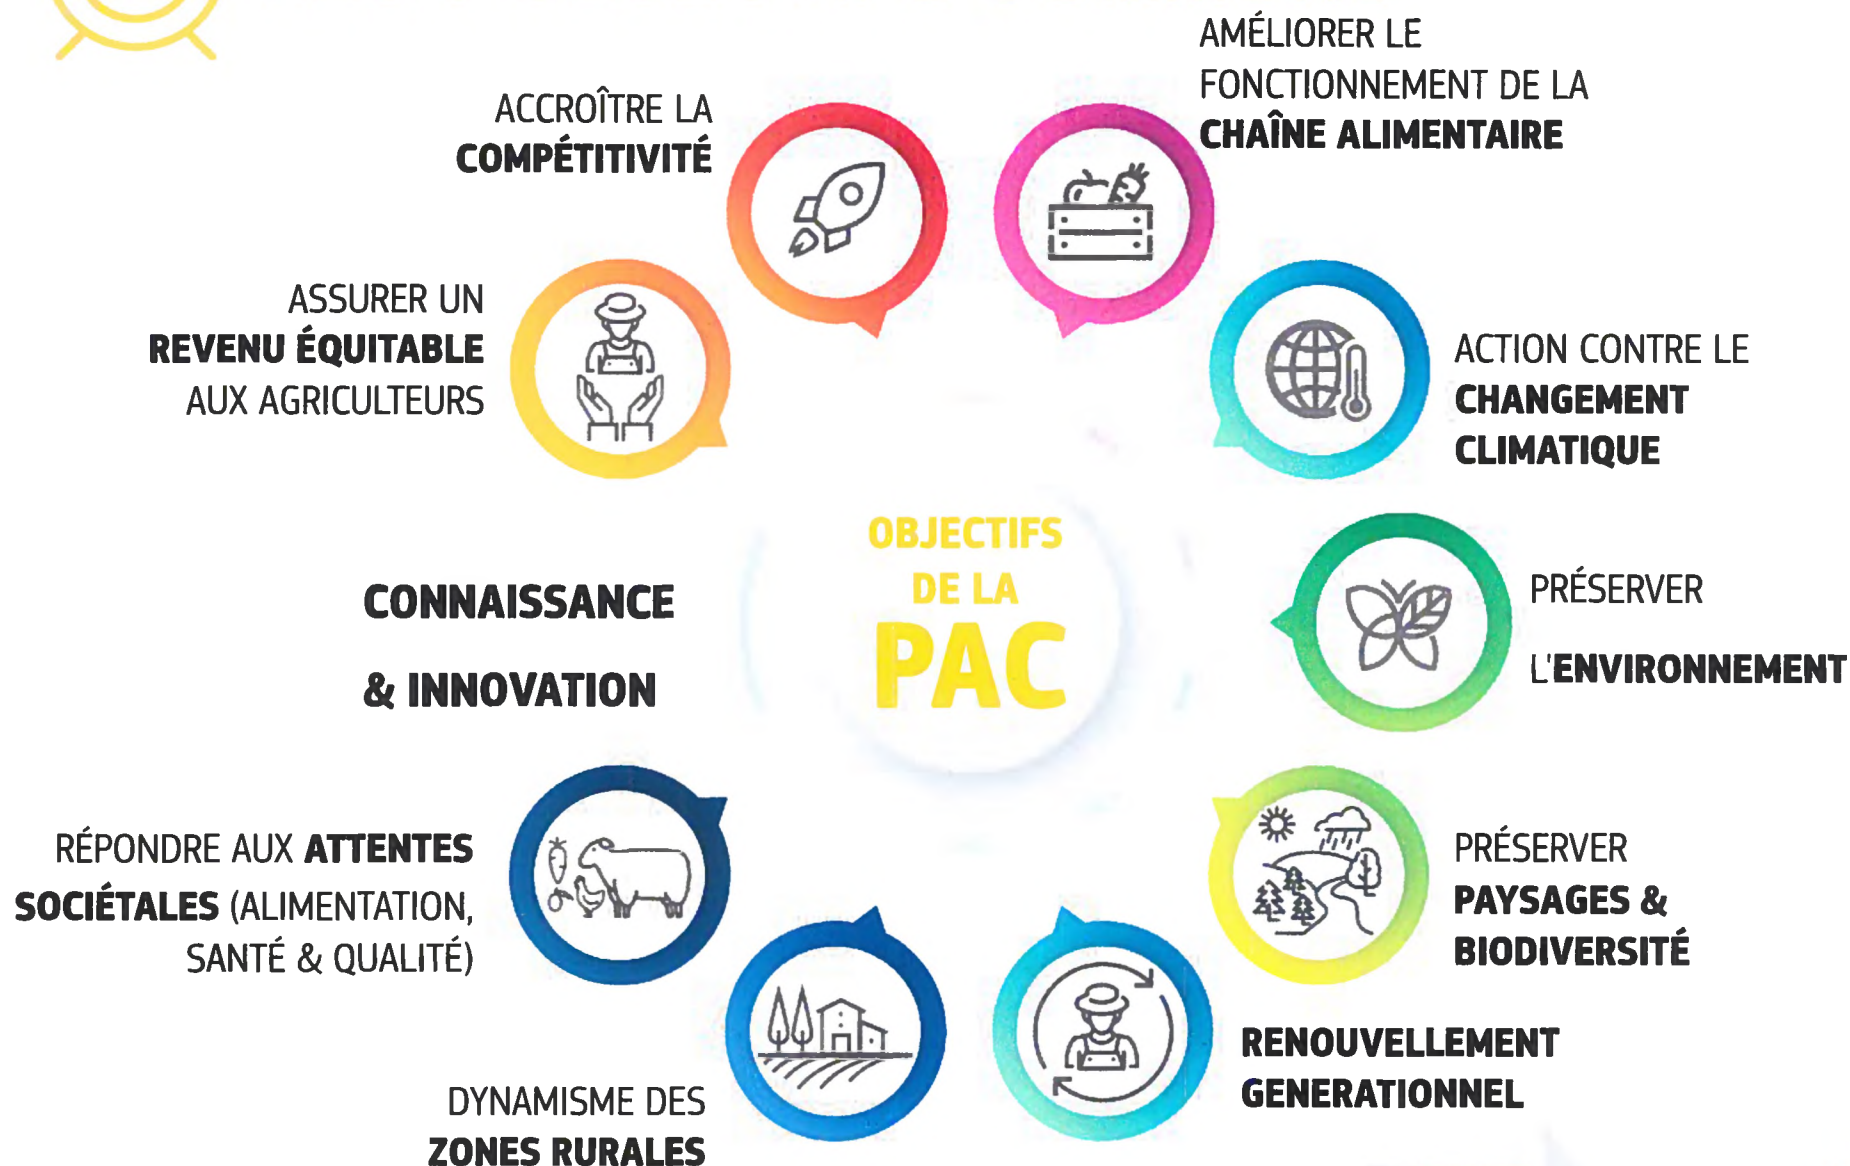 AMÉLIORER LE
FONCTIONNEMENT DE LA
CHAÎNE ALIMENTAIRE
ACCROÎTRE LA
COMPÉTITIVITÉ
ASSURER UN
REVENU ÉQUITABLE
AUX AGRICULTEURS
ACTION CONTRE LE
CHANGEMENT
CLIMATIQUE
OBJECTIFS
DE LA
PAC
CONNAISSANCE
& INNOVATION
PRÉSERVER
L'ENVIRONNEMENT
RÉPONDRE AUX ATTENTES
SOCIÉTALES (ALIMENTATION,
SANTÉ & QUALITÉ)
PRÉSERVER
PAYSAGES &
BIODIVERSITÉ
DYNAMISME DES
ZONES RURALES
RENOUVELLEMENT
GENERATIONNEL